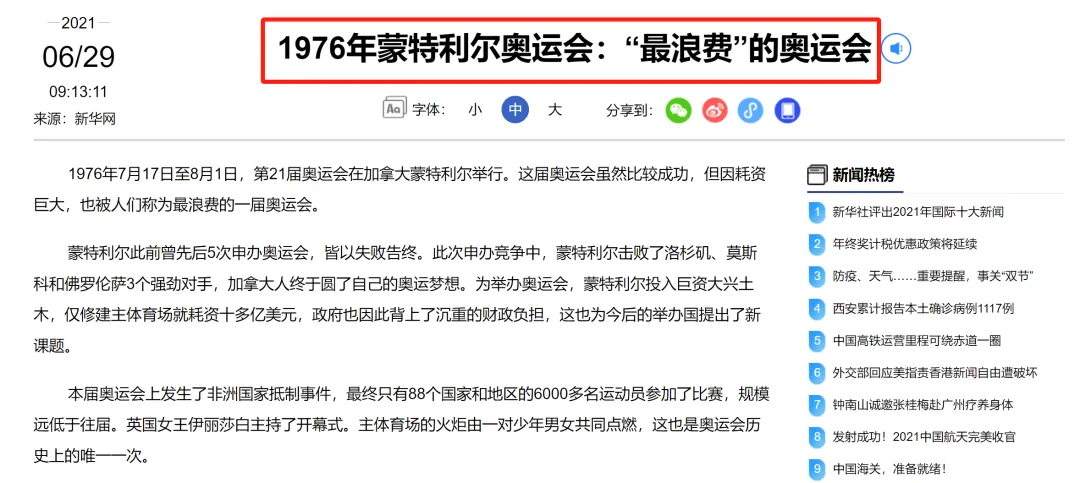 2021
06/29
09:13:11
来源：新华网
1976年蒙特利尔奥运会：“最浪费”的奥运会
Aa 字体： 小 中 大 分享到：
1976年7月17日至8月1日，第21届奥运会在加拿大蒙特利尔举行。这届奥运会虽然比较成功，但因耗资
巨大，也被人们称为最浪费的一届奥运会。
蒙特利尔此前曾先后5次申办奥运会，皆以失败告终。此次申办竞争中，蒙特利尔击败了洛杉矶、莫斯
科和佛罗伦萨3个强劲对手，加拿大人终于圆了自己的奥运梦想。为举办奥运会，蒙特利尔投入巨资大兴土
木，仅修建主体育场就耗资十多亿美元，政府也因此背上了沉重的财政负担，这也为今后的举办国提出了新
课题。
本届奥运会上发生了非洲国家抵制事件，最终只有88个国家和地区的6000多名运动员参加了比赛，规模
远低于往届。英国女王伊丽莎白主持了开幕式。主体育场的火炬由一对少年男女共同点燃，这也是奥运会历
史上的唯一一次。
新闻热榜
1 新华社评出2021年国际十大新闻
2 年终奖计税优惠政策将延续
3 防疫、天气……重要提醒，事关“双节”
4 西安累计报告本土确诊病例1117例
5 中国高铁运营里程可绕赤道一圈
6 外交部回应美指责香港新闻自由遭破坏
7 钟南山诚邀张桂梅赴广州疗养身体
8 发射成功！2021中国航天完美收官
9 中国海关，准备就绪！